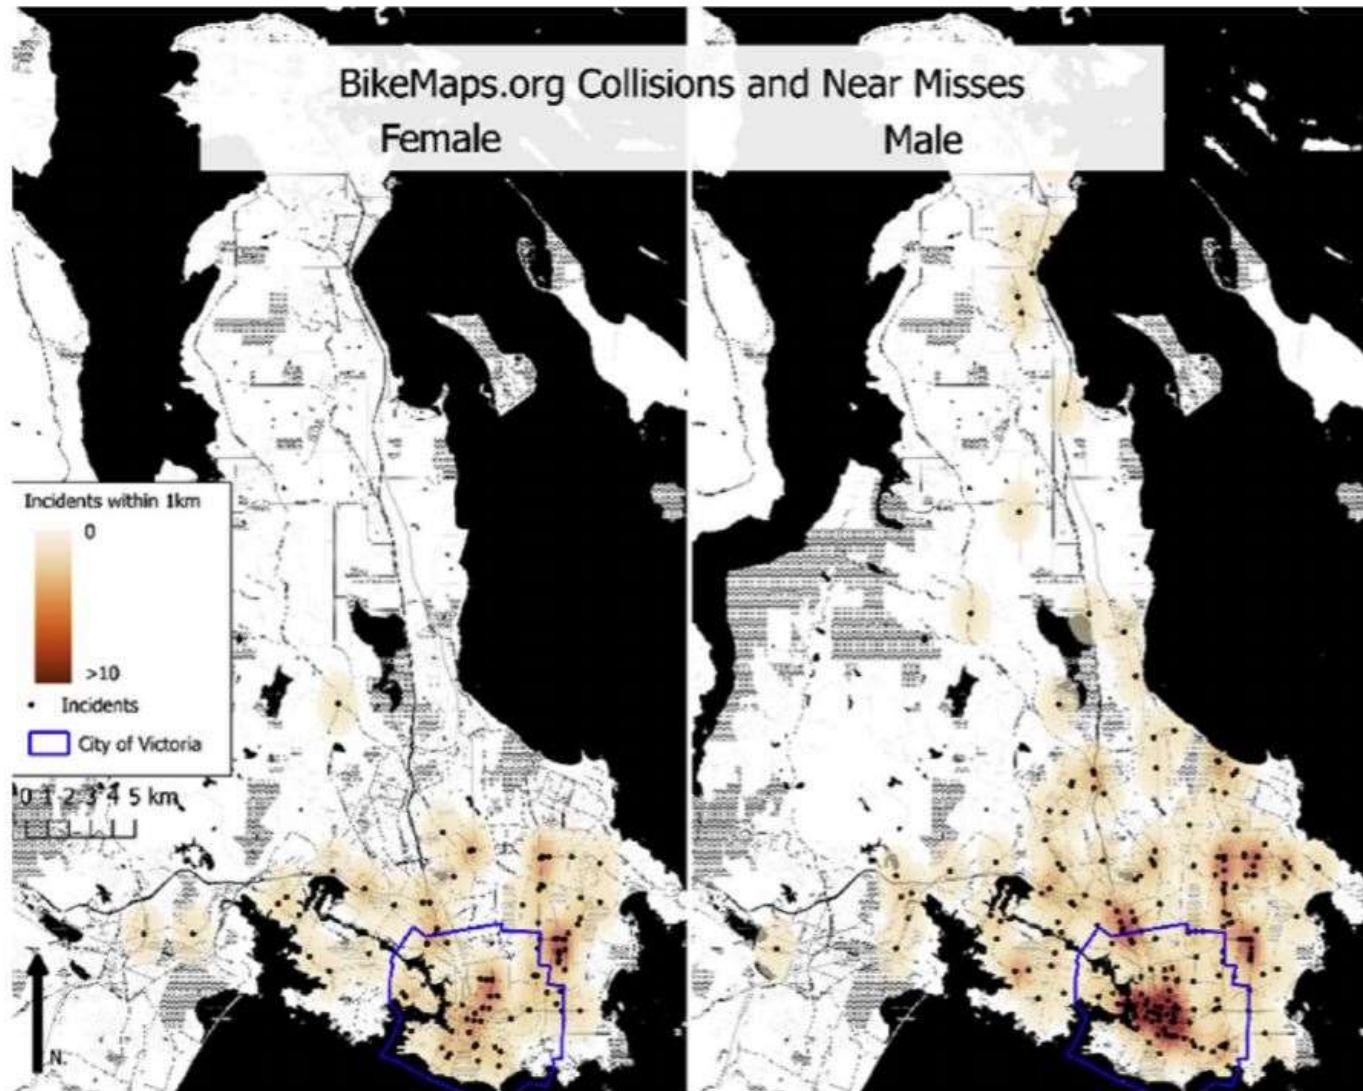 BikeMaps.org Collisions and Near Misses
Female
Male
Incidents within 1km
0
>10
Incidents
City of Victoria
0 1 2 3 4 5 km
N.